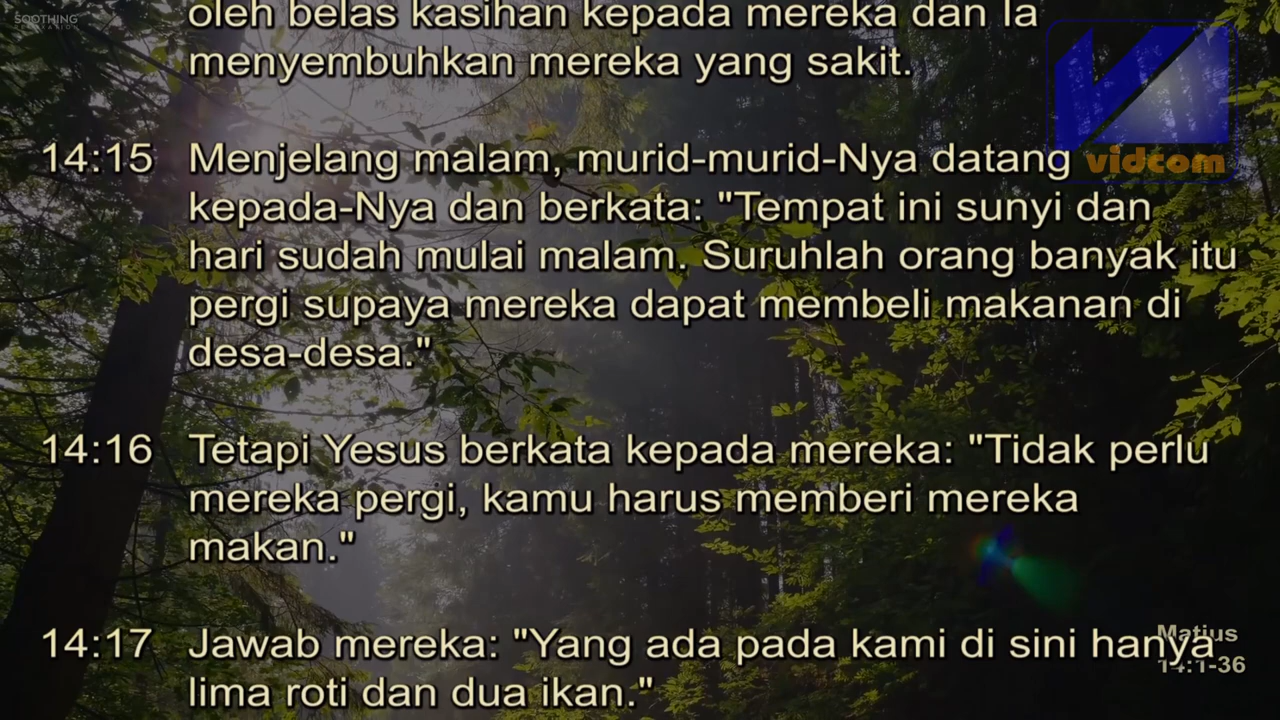 SOOTHING
oleh belas kasihan kepada mereka dan Ia
menyembuhkan mereka yang sakit.
14:15 Menjelang malam, murid-murid-Nya datang
kepada-Nya dan berkata: "Tempat ini sunyi dan
hari sudah mulai malam. Suruhlah orang banyak itu
pergi supaya mereka dapat membeli makanan di
desa-desa."
vidcom
14:16 Tetapi Yesus berkata kepada mereka: "Tidak perlu
mereka pergi, kamu harus memberi mereka
makan."
14:17 Jawab mereka: "Yang ada pada kami di sini hanya
lima roti dan dua ikan."
Matius
14:1-36